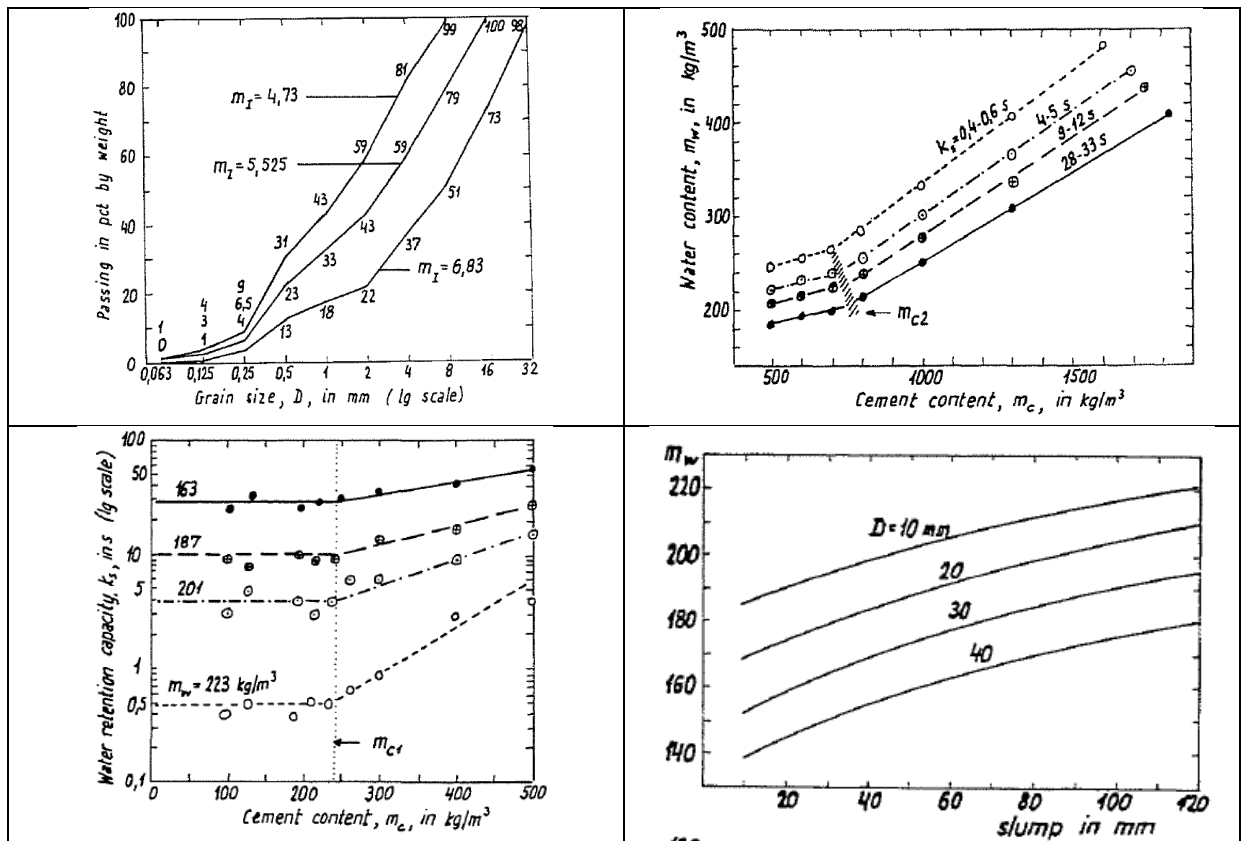 100
80
60
40
20
0
Passing in pct by weight
m_I = 4,73
m_I = 5,525
m_I = 6,83
99
100
98
81
79
73
59
59
51
43
43
37
31
33
22
23
18
13
9
6,5
4
4
3
1
1
0
0,063 0,125 0,25 0,5 1 2 4 8 16 32
Grain size, D, in mm (lg scale)
500
400
300
200
Water content, m_w, in kg/m³
k_s=0,4-0,6 s
4-5 s
9-12 s
28-33 s
m_c2
500 1000 1500
Cement content, m_c, in kg/m³
100
50
10
5
1
0,5
0,1
Water retention capacity, k_s, in s (lg scale)
163
187
201
m_w = 223 kg/m³
m_c1
0 100 200 300 400 500
Cement content, m_c, in kg/m³
m_w
220
200
180
160
140
D = 10 mm
20
30
40
20 40 60 80 100 120
slump in mm